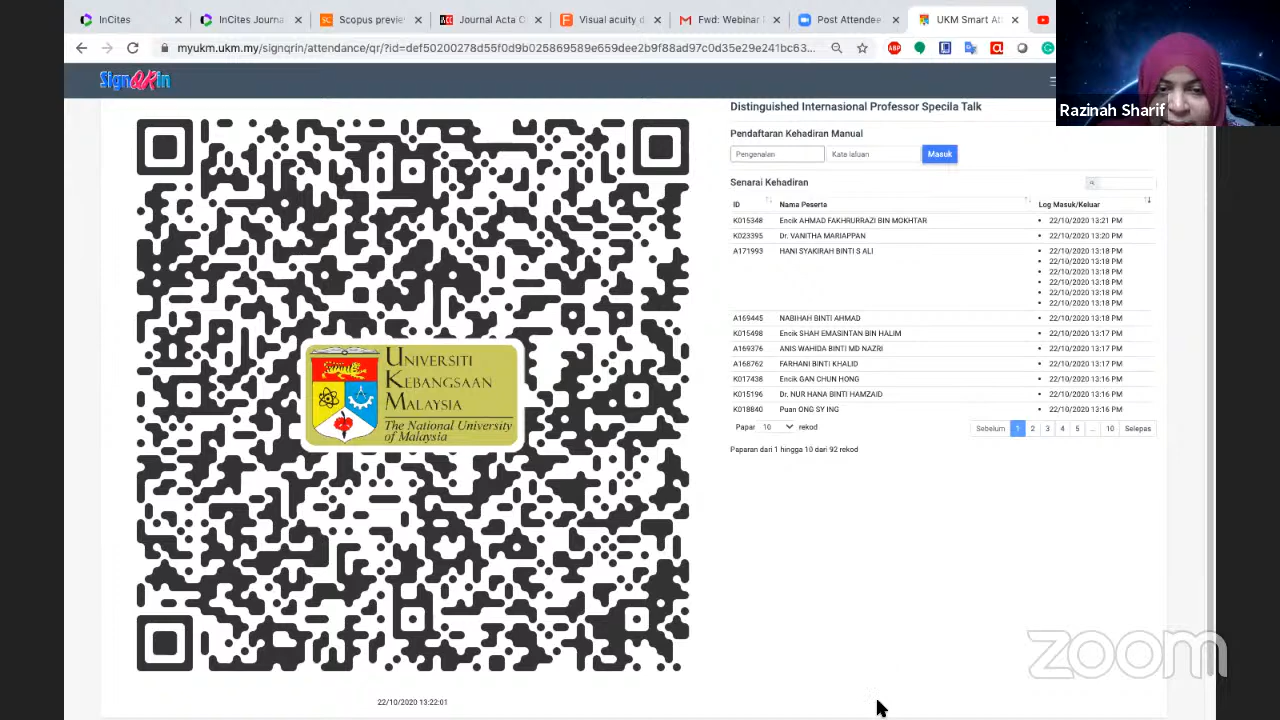 InCites
InCites Journa
Scopus previe
Journal Acta C
Visual acuity d
Fwd: Webinar
Post Attendee
UKM Smart At
myukm.ukm.my/signqrin/attendance/qr/?id=def50200278d55f0d9b025869589e659dee2b9f88ad97c0d35e29e241bc63...
SignQRin
Razinah Sharif
Distinguished Internasional Professor Specila Talk
Pendaftaran Kehadiran Manual
Pengenalan Kata laluan Masuk
Senarai Kehadiran
ID Nama Peserta Log Masuk/Keluar
K015348 Encik AHMAD FAKHRURRAZI BIN MOKHTAR • 22/10/2020 13:21 PM
K023395 Dr. VANITHA MARIAPPAN • 22/10/2020 13:20 PM
A171993 HANI SYAKIRAH BINTI S ALI • 22/10/2020 13:18 PM
• 22/10/2020 13:18 PM
• 22/10/2020 13:18 PM
• 22/10/2020 13:18 PM
• 22/10/2020 13:18 PM
• 22/10/2020 13:18 PM
A169445 NABIHAH BINTI AHMAD • 22/10/2020 13:18 PM
K015498 Encik SHAH EMASINTAN BIN HALIM • 22/10/2020 13:17 PM
A169376 ANIS WAHIDA BINTI MD NAZRI • 22/10/2020 13:17 PM
A168762 FARHANI BINTI KHALID • 22/10/2020 13:17 PM
K017438 Encik GAN CHUN HONG • 22/10/2020 13:16 PM
K015196 Dr. NUR HANA BINTI HAMZAID • 22/10/2020 13:16 PM
K018840 Puan ONG SY ING • 22/10/2020 13:16 PM
Papar 10 rekod Sebelum 1 2 3 4 5 ... 10 Selepas
Paparan dari 1 hingga 10 dari 92 rekod
UNIVERSITI
KEBANGSAAN
MALAYSIA
The National University
of Malaysia
22/10/2020 13:22:01
zoom